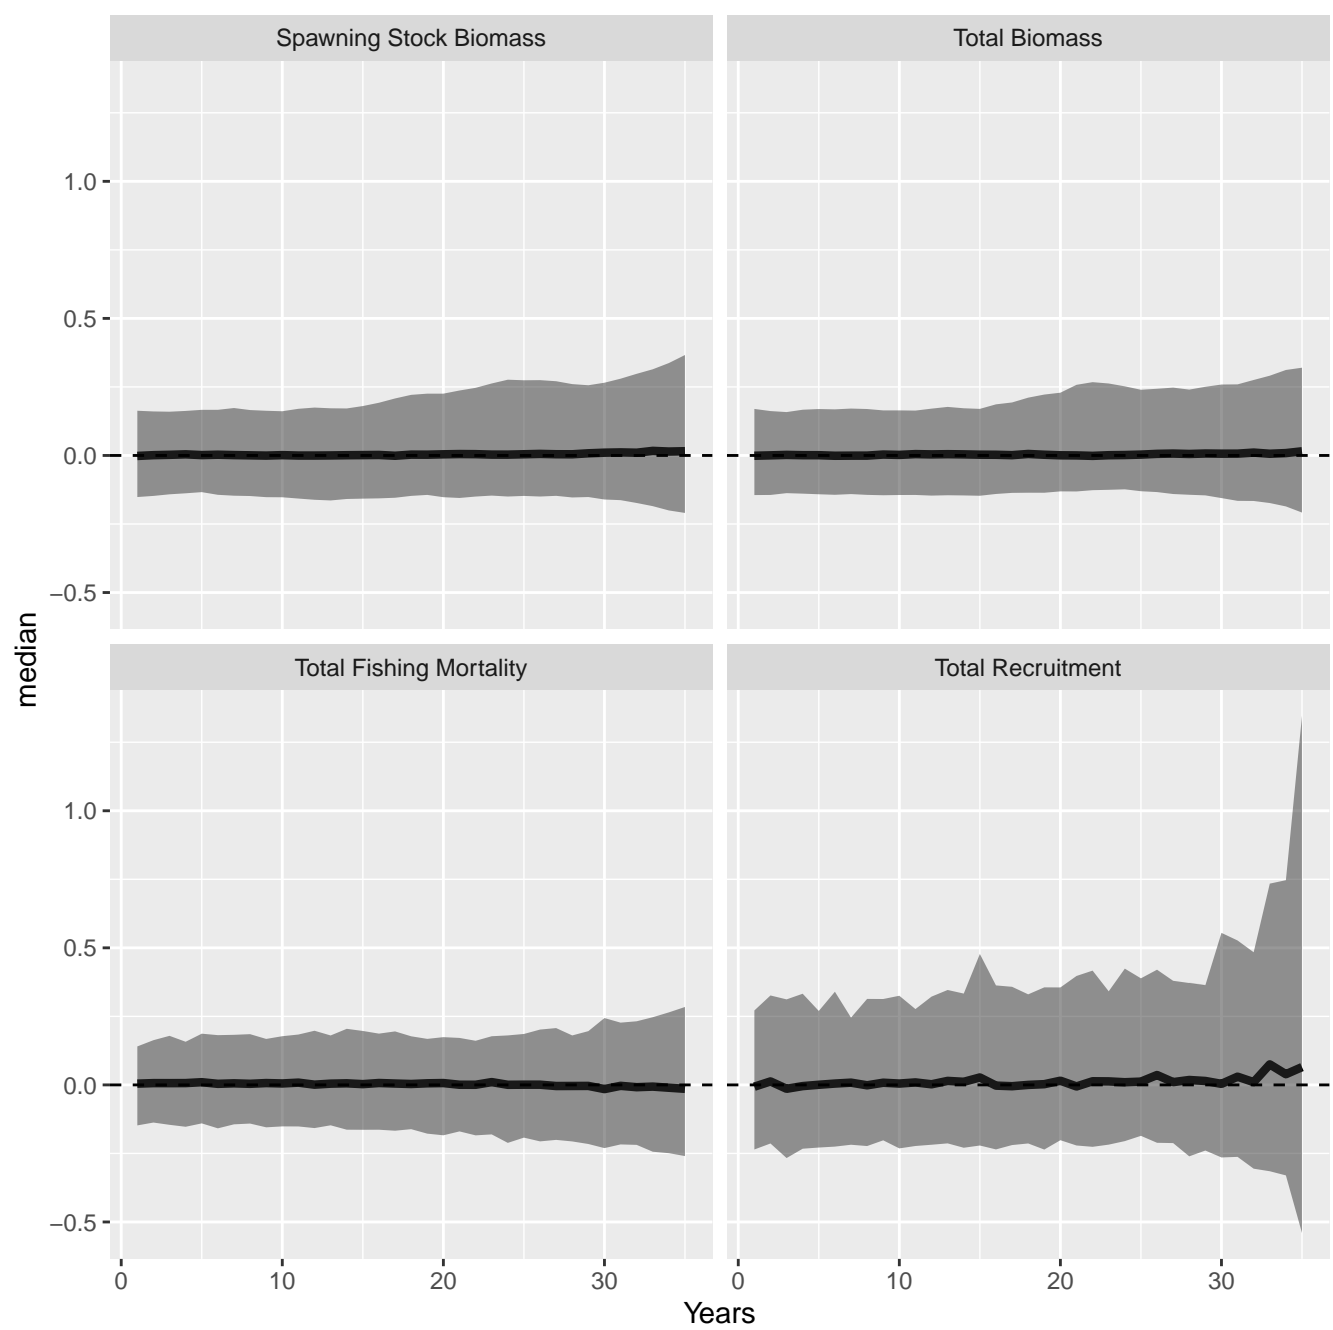 Spawning Stock Biomass
Total Biomass
1.0
0.5
0.0
−0.5
median
Total Fishing Mortality
Total Recruitment
1.0
0.5
0.0
−0.5
0 10 20 30
0 10 20 30
Years